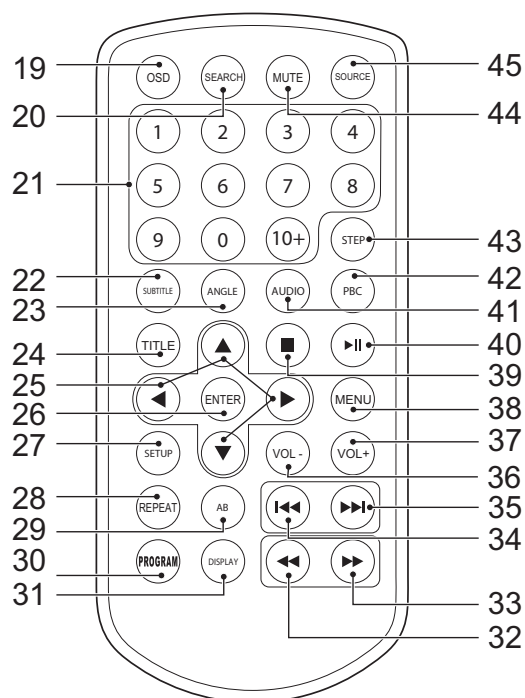 19 OSD SEARCH MUTE SOURCE 45
20 44
1 2 3 4
21 5 6 7 8
9 0 10+ STEP 43
22 SUBTITLE ANGLE AUDIO PBC 42
23 41
24 TITLE 40
25 39
26 ENTER MENU 38
27 SETUP VOL - VOL+ 37
28 REPEAT AB 36
29 35
30 34
PROGRAM DISPLAY
31 33
32